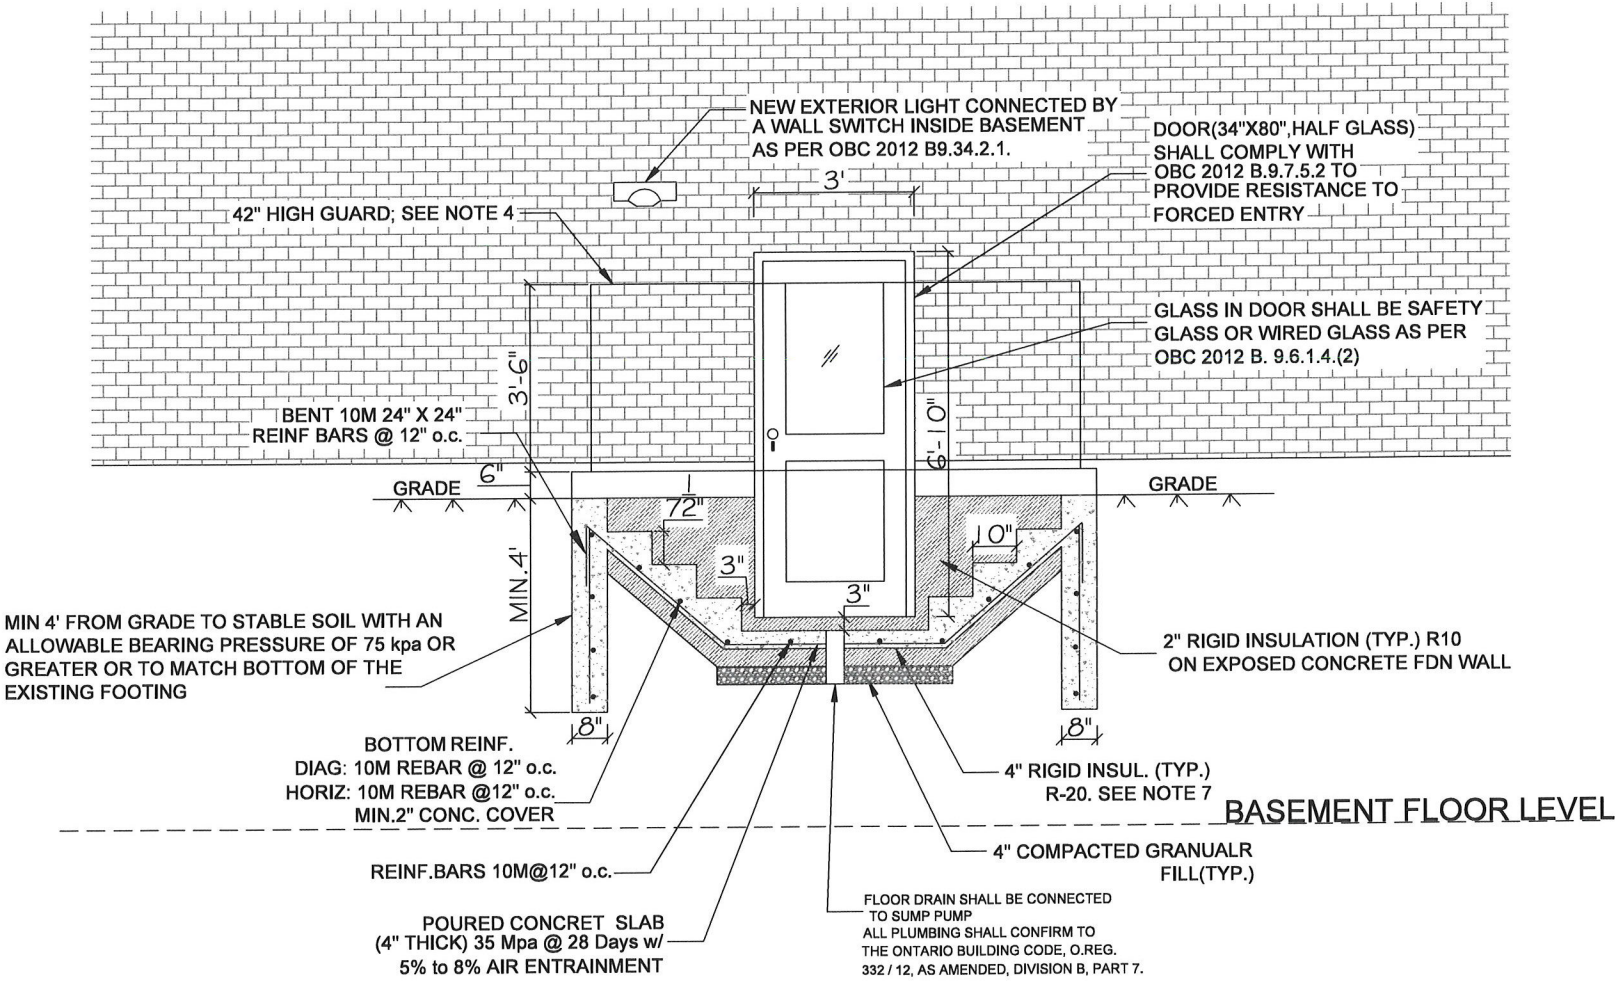 NEW EXTERIOR LIGHT CONNECTED BY
A WALL SWITCH INSIDE BASEMENT
AS PER OBC 2012 B9.34.2.1.
DOOR(34"X80",HALF GLASS)
SHALL COMPLY WITH
OBC 2012 B.9.7.5.2 TO
PROVIDE RESISTANCE TO
FORCED ENTRY
3'
42" HIGH GUARD; SEE NOTE 4
GLASS IN DOOR SHALL BE SAFETY
GLASS OR WIRED GLASS AS PER
OBC 2012 B. 9.6.1.4.(2)
3'-6"
6'-10"
BENT 10M 24" X 24"
REINF BARS @ 12" o.c.
6"
GRADE
GRADE
1
72"
10"
3"
3"
MIN.4'
MIN 4' FROM GRADE TO STABLE SOIL WITH AN
ALLOWABLE BEARING PRESSURE OF 75 kpa OR
GREATER OR TO MATCH BOTTOM OF THE
EXISTING FOOTING
2" RIGID INSULATION (TYP.) R10
ON EXPOSED CONCRETE FDN WALL
8"
8"
BOTTOM REINF.
DIAG: 10M REBAR @ 12" o.c.
HORIZ: 10M REBAR @12" o.c.
MIN.2" CONC. COVER
4" RIGID INSUL. (TYP.)
R-20. SEE NOTE 7
BASEMENT FLOOR LEVEL
REINF.BARS 10M@12" o.c.
4" COMPACTED GRANUALR
FILL(TYP.)
POURED CONCRET SLAB
(4" THICK) 35 Mpa @ 28 Days w/
5% to 8% AIR ENTRAINMENT
FLOOR DRAIN SHALL BE CONNECTED
TO SUMP PUMP
ALL PLUMBING SHALL CONFIRM TO
THE ONTARIO BUILDING CODE, O.REG.
332 / 12, AS AMENDED, DIVISION B, PART 7.